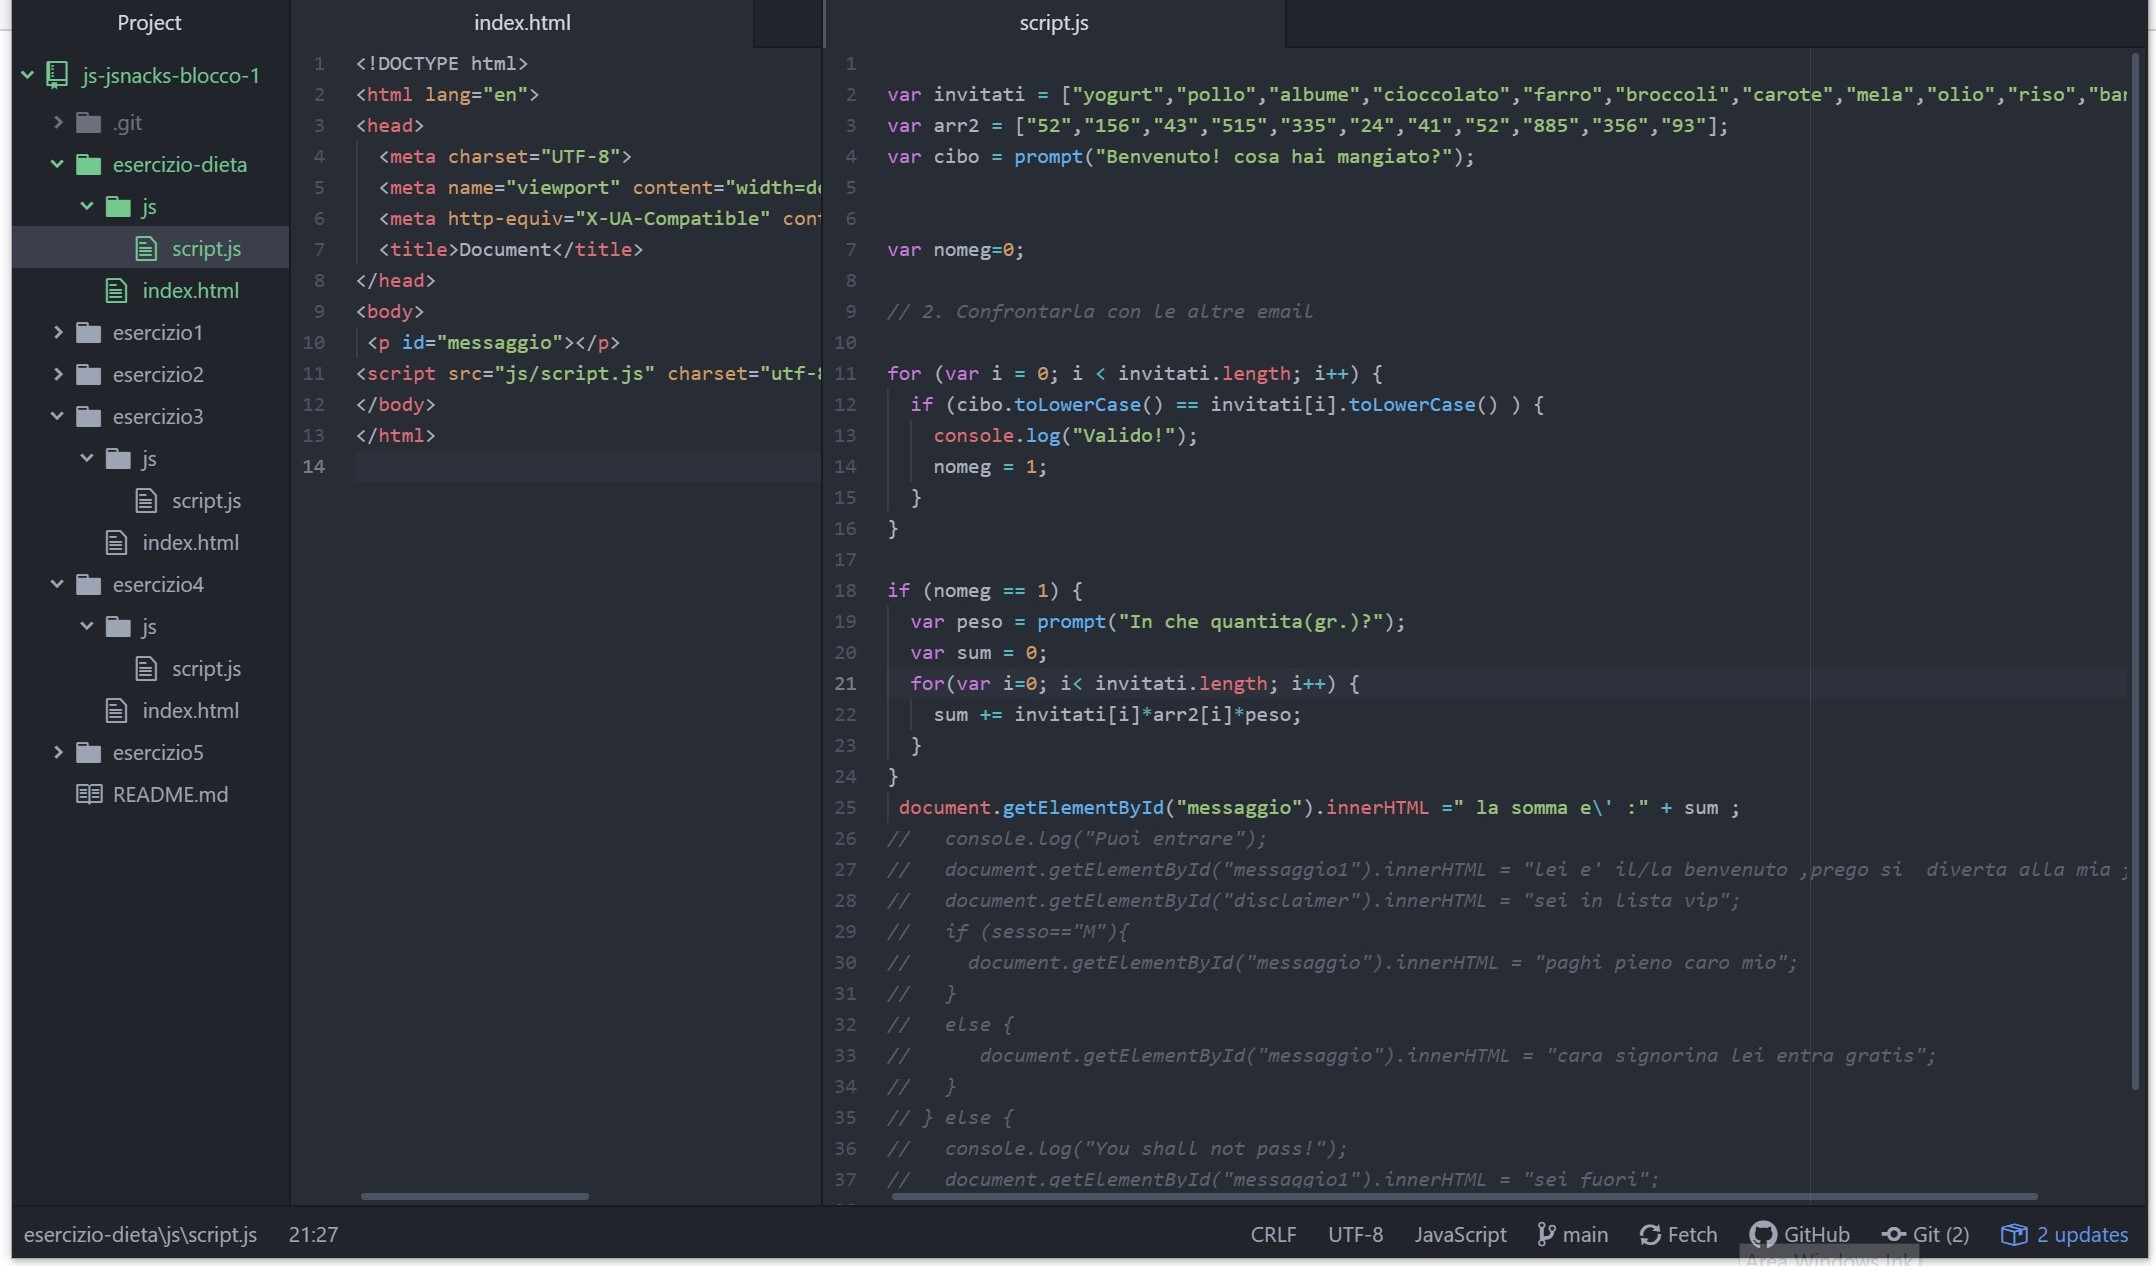 Project
js-jsnacks-blocco-1
.git
esercizio-dieta
js
script.js
index.html
esercizio1
esercizio2
esercizio3
js
script.js
index.html
esercizio4
js
script.js
index.html
esercizio5
README.md
index.html
1 <!DOCTYPE html>
2 <html lang="en">
3 <head>
4 <meta charset="UTF-8">
5 <meta name="viewport" content="width=de
6 <meta http-equiv="X-UA-Compatible" cont
7 <title>Document</title>
8 </head>
9 <body>
10 <p id="messaggio"></p>
11 <script src="js/script.js" charset="utf-8
12 </body>
13 </html>
14
script.js
1
2 var invitati = ["yogurt","pollo","albume","cioccolato","farro","broccoli","carote","mela","olio","riso","bar
3 var arr2 = ["52","156","43","515","335","24","41","52","885","356","93"];
4 var cibo = prompt("Benvenuto! cosa hai mangiato?");
5
6
7 var nomeg=0;
8
9 // 2. Confrontarla con le altre email
10
11 for (var i = 0; i < invitati.length; i++) {
12 if (cibo.toLowerCase() == invitati[i].toLowerCase() ) {
13 console.log("Valido!");
14 nomeg = 1;
15 }
16 }
17
18 if (nomeg == 1) {
19 var peso = prompt("In che quantita(gr.)?");
20 var sum = 0;
21 for(var i=0; i< invitati.length; i++) {
22 sum += invitati[i]*arr2[i]*peso;
23 }
24 }
25 document.getElementById("messaggio").innerHTML =" la somma e\' :" + sum ;
26 // console.log("Puoi entrare");
27 // document.getElementById("messaggio1").innerHTML = "lei e' il/la benvenuto ,prego si diverta alla mia
28 // document.getElementById("disclaimer").innerHTML = "sei in lista vip";
29 // if (sesso=="M"){
30 // document.getElementById("messaggio").innerHTML = "paghi pieno caro mio";
31 // }
32 // else {
33 // document.getElementById("messaggio").innerHTML = "cara signorina lei entra gratis";
34 // }
35 // } else {
36 // console.log("You shall not pass!");
37 // document.getElementById("messaggio1").innerHTML = "sei fuori";
esercizio-dieta\js\script.js 21:27 CRLF UTF-8 JavaScript main Fetch GitHub Git (2) 2 updates
Area Windows Ink